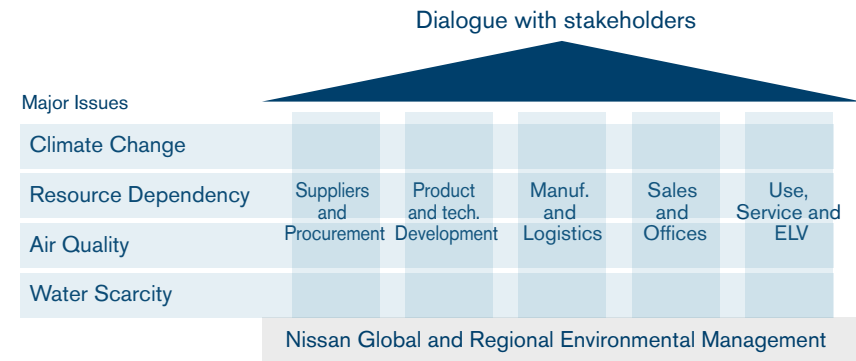 Dialogue with stakeholders
Major Issues
Climate Change
Resource Dependency
Air Quality
Water Scarcity
Suppliers
and
Procurement
Product
and tech.
Development
Manuf.
and
Logistics
Sales
and
Offices
Use,
Service and
ELV
Nissan Global and Regional Environmental Management